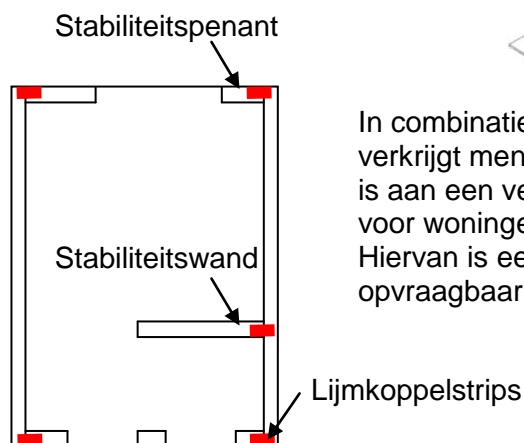 Stabiliteitspenant
In combinatie
verkrijgt men
is aan een ve
voor woninge
Hiervan is ee
opvraagbaar
Stabiliteitswand
Lijmkoppelstrips